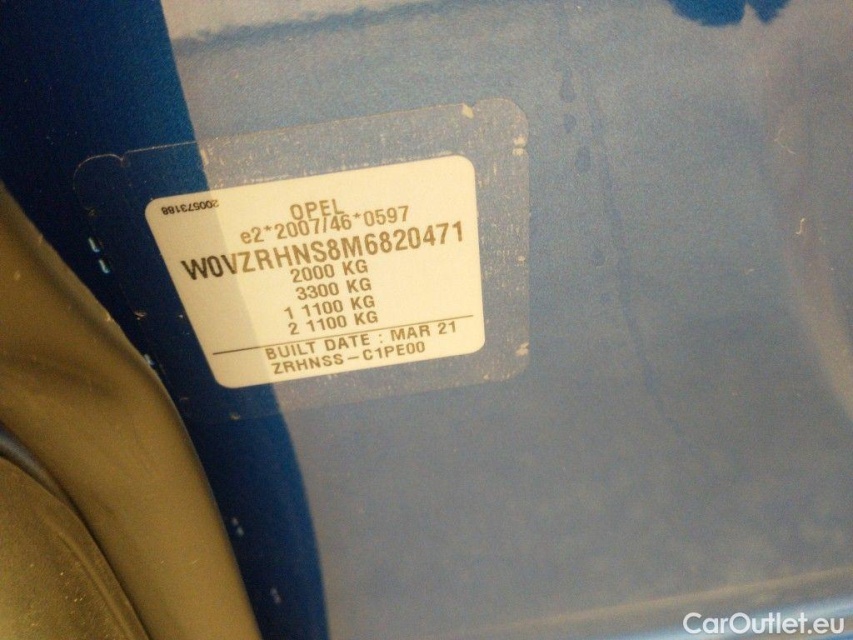 200573188
OPEL
e2*2007/46*0597
W0VZRHNS8M6820471
2000 KG
3300 KG
1 1100 KG
2 1100 KG
BUILT DATE : MAR 21
ZRHNSS-C1PE00
CarOutlet.eu